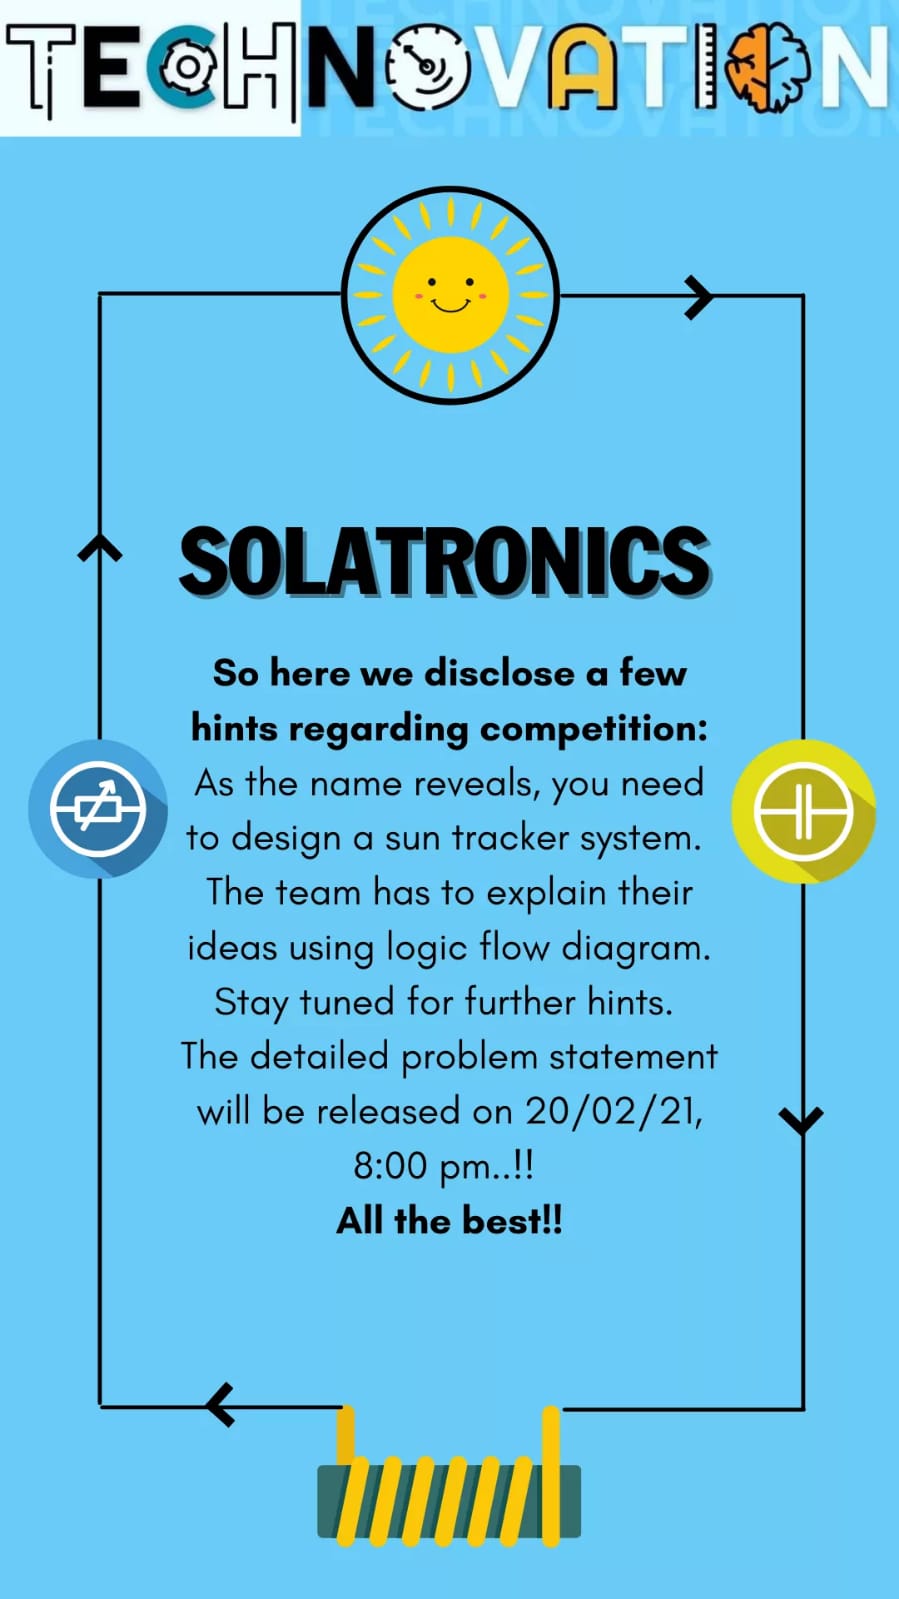 TECHNOVATION
SOLATRONICS
So here we disclose a few
hints regarding competition:
As the name reveals, you need
to design a sun tracker system.
The team has to explain their
ideas using logic flow diagram.
Stay tuned for further hints.
The detailed problem statement
will be released on 20/02/21,
8:00 pm..!!
All the best!!